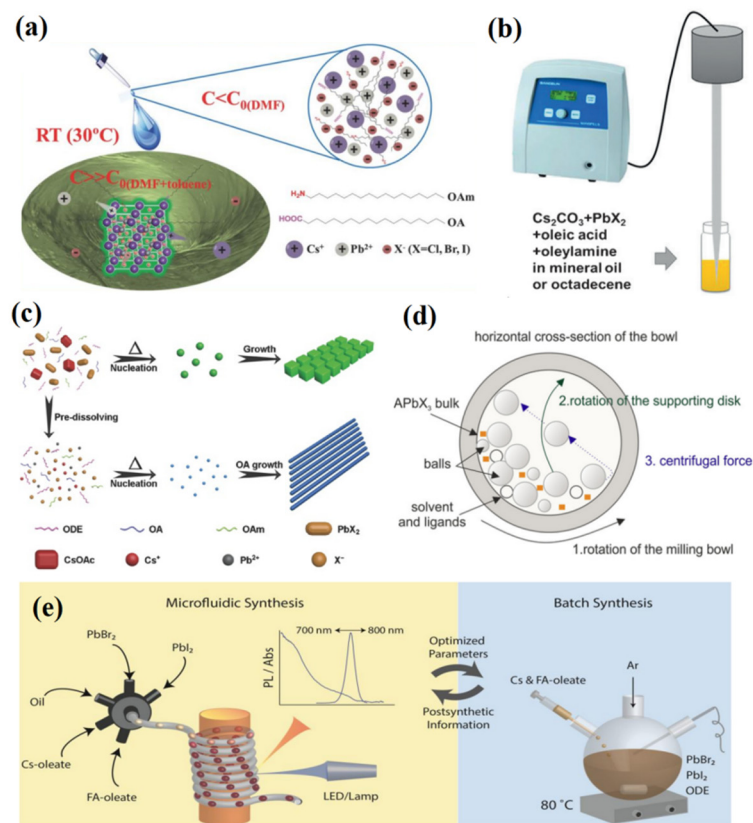 (a)
C<C0(DMF)
RT (30ºC)
C>>C0(DMF+toluene)
H2N
OAm
HOOC
OA
Cs⁺
Pb²⁺
X⁻ (X=Cl, Br, I)
(b)
Cs₂CO₃+PbX₂
+oleic acid
+oleylamine
in mineral oil
or octadecene
(c)
Δ
Nucleation
Growth
Pre-dissolving
Δ
Nucleation
OA growth
ODE
OA
OAm
PbX₂
CsOAc
Cs⁺
Pb²⁺
X⁻
(d)
horizontal cross-section of the bowl
2.rotation of the supporting disk
APbX₃ bulk
balls
3. centrifugal force
solvent
and ligands
1.rotation of the milling bowl
(e)
Microfluidic Synthesis
PbBr₂
PbI₂
Oil
Cs-oleate
FA-oleate
700 nm
800 nm
PL / Abs
LED/Lamp
Optimized
Parameters
Postsynthetic
Information
Batch Synthesis
Cs & FA-oleate
Ar
PbBr₂
PbI₂
ODE
80 ˚C